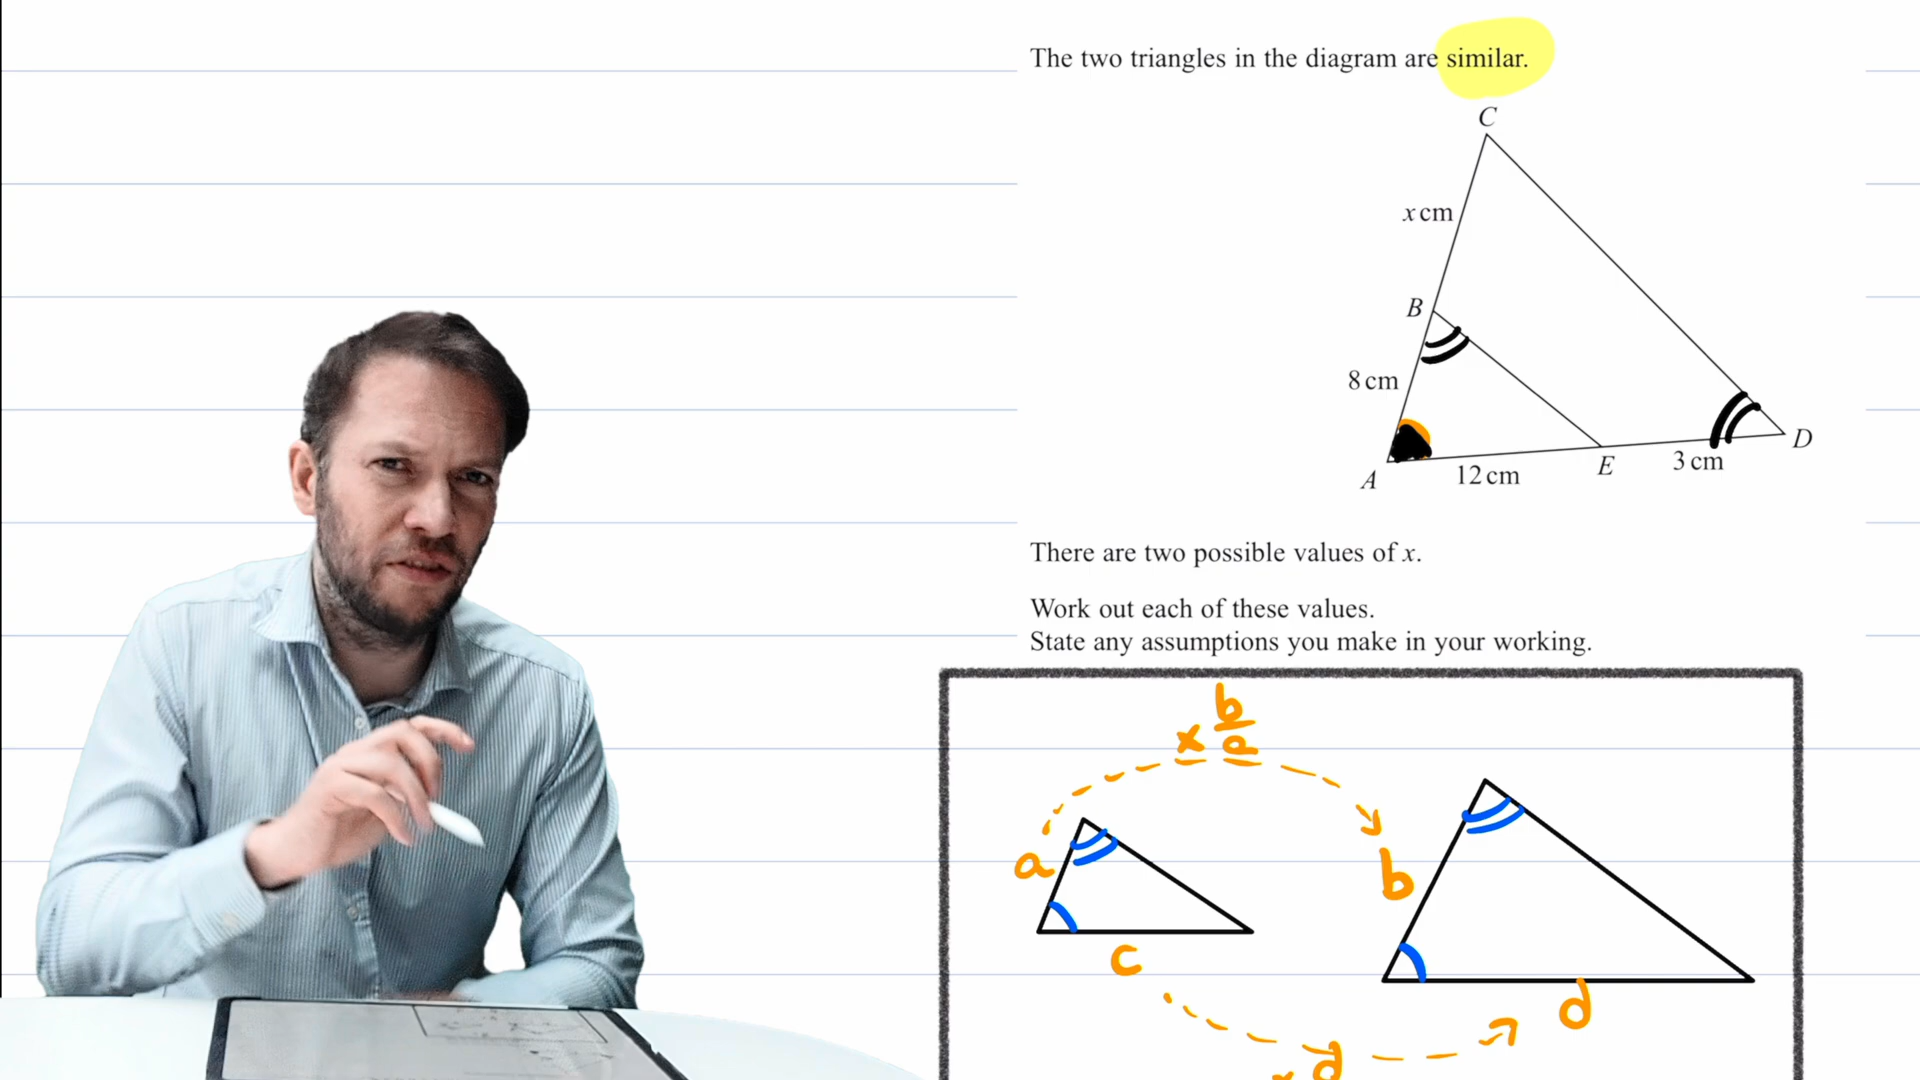 The two triangles in the diagram are similar.
C
x cm
B
8 cm
A
12 cm
E
3 cm
D
There are two possible values of x.
Work out each of these values.
State any assumptions you make in your working.
× b/a
a
b
c
d
× d